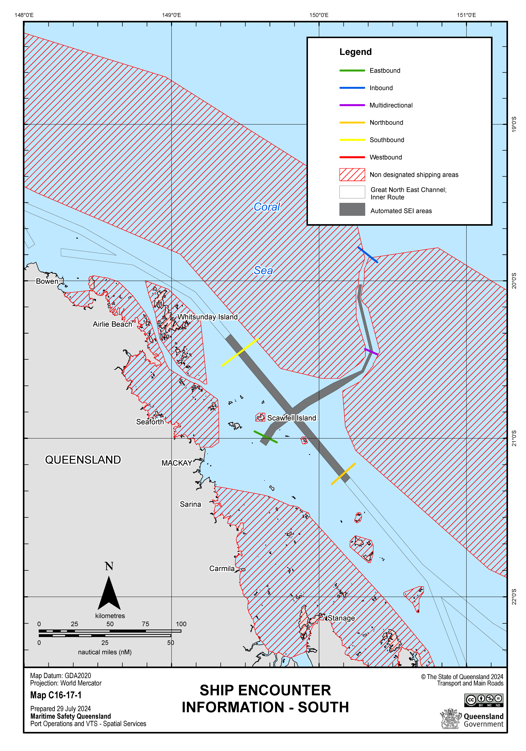 148°0'E
149°0'E
150°0'E
151°0'E
Legend
Eastbound
Inbound
Multidirectional
Northbound
Southbound
Westbound
Non designated shipping areas
Great North East Channel;
Inner Route
Automated SEI areas
19°0'S
Coral
Sea
20°0'S
Bowen
Whitsunday Island
Airlie Beach
Scawfell Island
Seaforth
21°0'S
QUEENSLAND
MACKAY
Sarina
N
Carmila
22°0'S
kilometres
0 25 50 75 100
Stanage
0 25 50
nautical miles (nM)
Map Datum: GDA2020
Projection: World Mercator
Map C16-17-1
Prepared 29 July 2024
Maritime Safety Queensland
Port Operations and VTS - Spatial Services
SHIP ENCOUNTER
INFORMATION - SOUTH
© The State of Queensland 2024
Transport and Main Roads
cc
BY NC ND
Queensland
Government